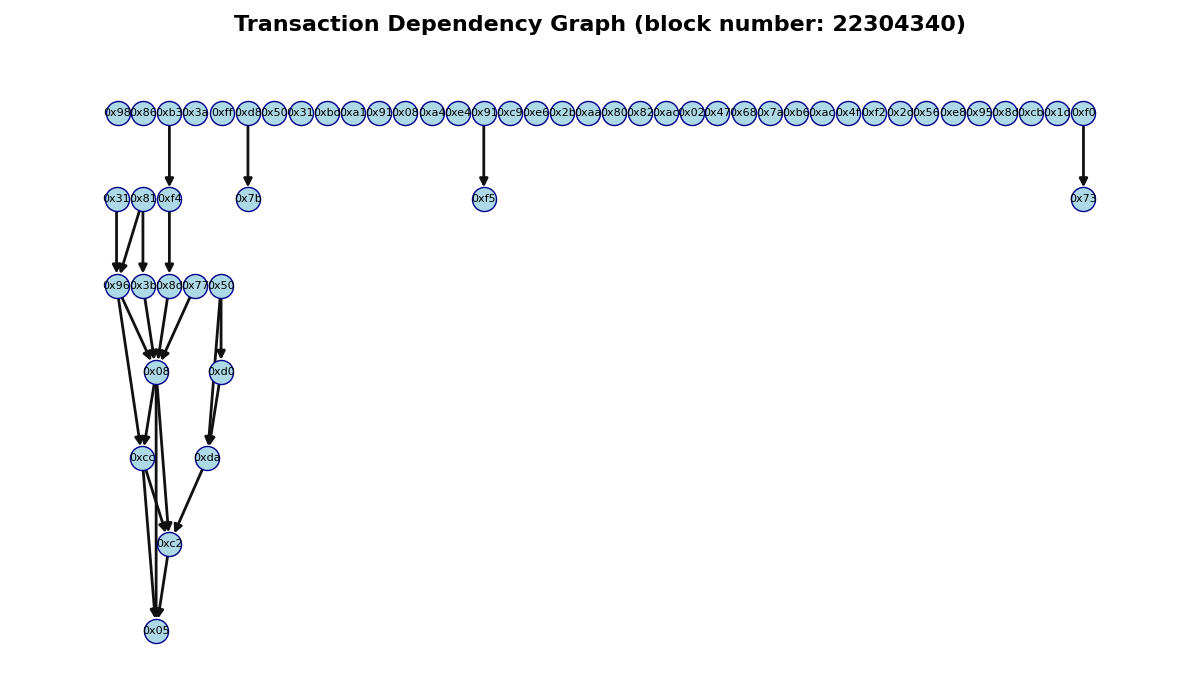 Transaction Dependency Graph (block number: 22304340)
0x98 0x86 0xb3 0x3a 0xff 0xd8 0x50 0x31 0xbd 0xa1 0x91 0x08 0xa4 0xe4 0x91 0xc9 0xe6 0x2b 0xaa 0x80 0x82 0xad 0x02 0x47 0x68 0x7a 0xb6 0xac 0x4f 0xf2 0x2d 0x56 0xe8 0x95 0x8d 0xcb 0x1d 0xf0
0x31 0x81 0xf4 0x7b 0xf5 0x73
0x96 0x3b 0x8d 0x77 0x50
0x08 0xd0
0xda
0xc2
0x05